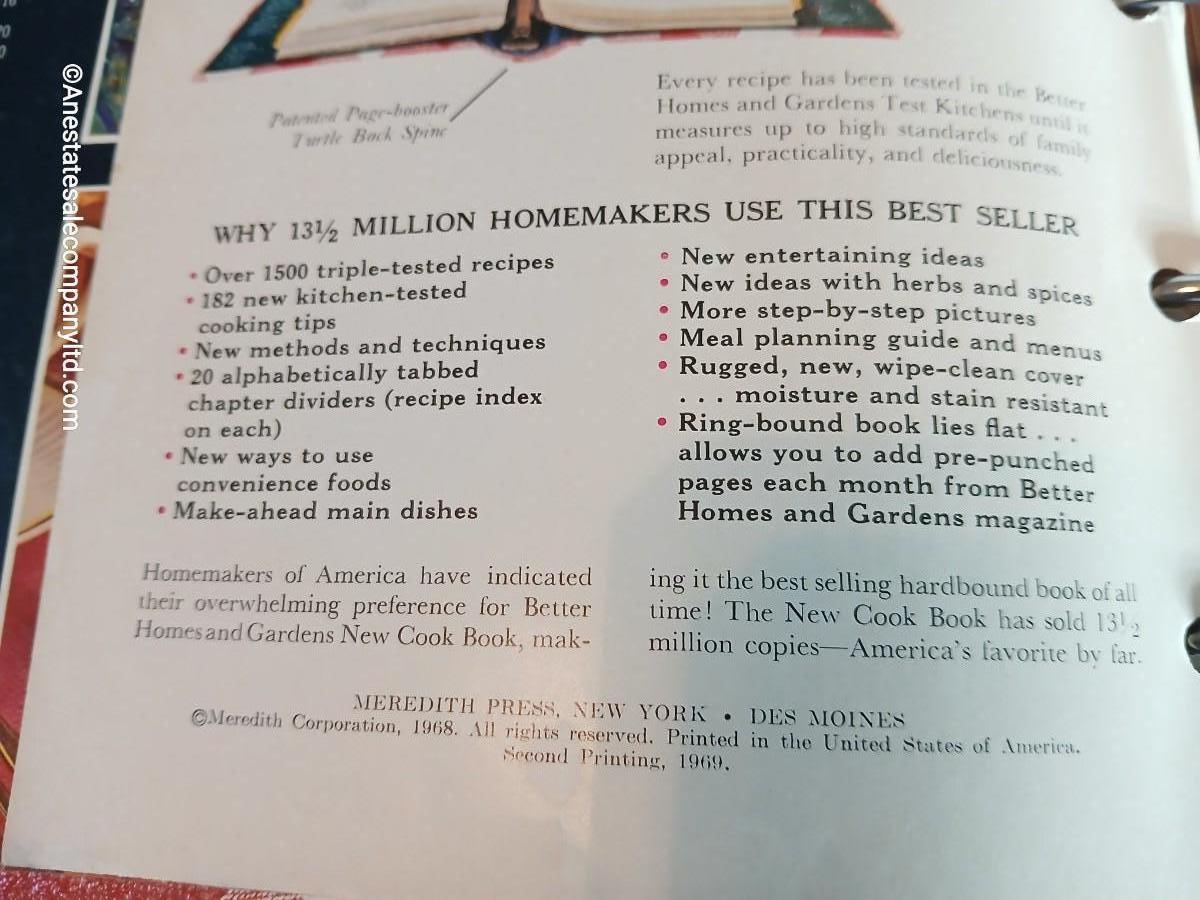 16
20
0
©Anestatesalecompanyltd.com
Patented Page-booster
Turtle Back Spine
Every recipe has been tested in the Better
Homes and Gardens Test Kitchens until it
measures up to high standards of family
appeal, practicality, and deliciousness.
WHY 13½ MILLION HOMEMAKERS USE THIS BEST SELLER
• Over 1500 triple-tested recipes
• 182 new kitchen-tested
cooking tips
• New methods and techniques
• 20 alphabetically tabbed
chapter dividers (recipe index
on each)
• New ways to use
convenience foods
• Make-ahead main dishes
• New entertaining ideas
• New ideas with herbs and spices
• More step-by-step pictures
• Meal planning guide and menus
• Rugged, new, wipe-clean cover
. . . moisture and stain resistant
• Ring-bound book lies flat . . .
allows you to add pre-punched
pages each month from Better
Homes and Gardens magazine
Homemakers of America have indicated
their overwhelming preference for Better
Homes and Gardens New Cook Book, mak-
ing it the best selling hardbound book of all
time! The New Cook Book has sold 13½
million copies—America's favorite by far.
MEREDITH PRESS, NEW YORK • DES MOINES
©Meredith Corporation, 1968. All rights reserved. Printed in the United States of America.
Second Printing, 1969.